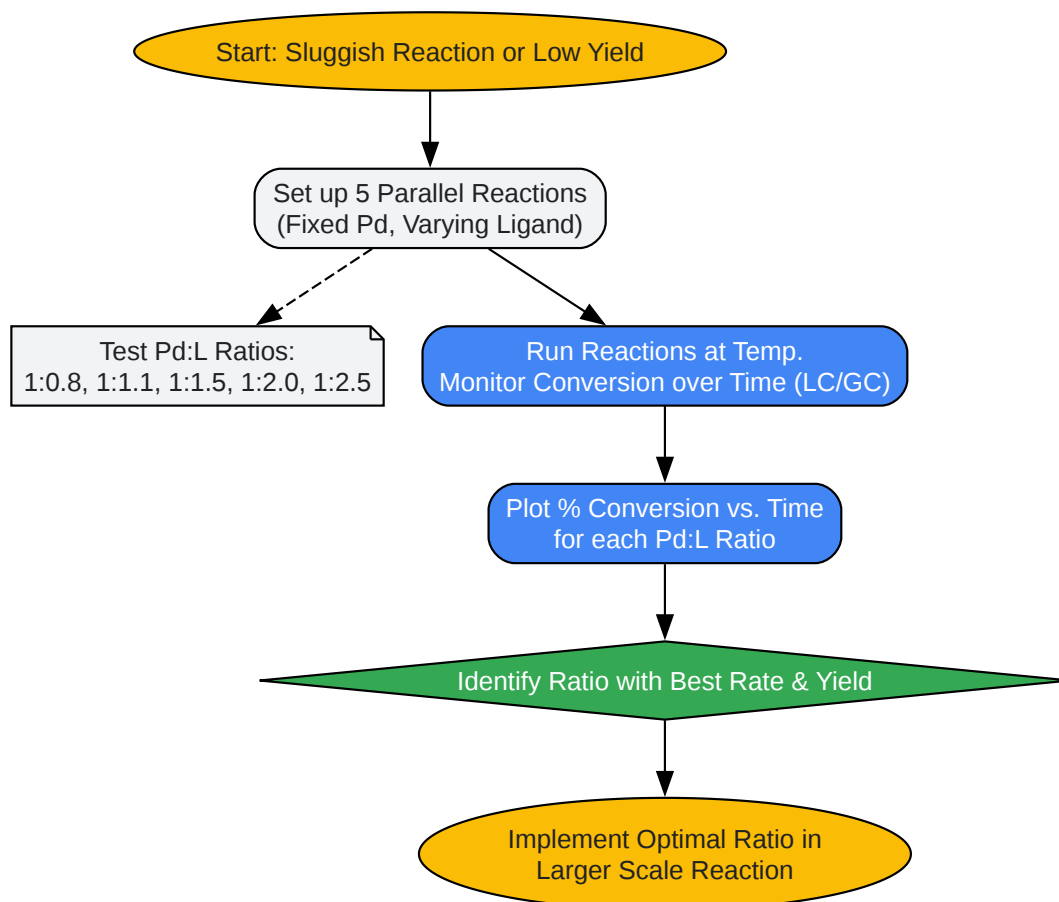 Start: Sluggish Reaction or Low Yield
Set up 5 Parallel Reactions
(Fixed Pd, Varying Ligand)
Test Pd:L Ratios:
1:0.8, 1:1.1, 1:1.5, 1:2.0, 1:2.5
Run Reactions at Temp.
Monitor Conversion over Time (LC/GC)
Plot % Conversion vs. Time
for each Pd:L Ratio
Identify Ratio with Best Rate & Yield
Implement Optimal Ratio in
Larger Scale Reaction